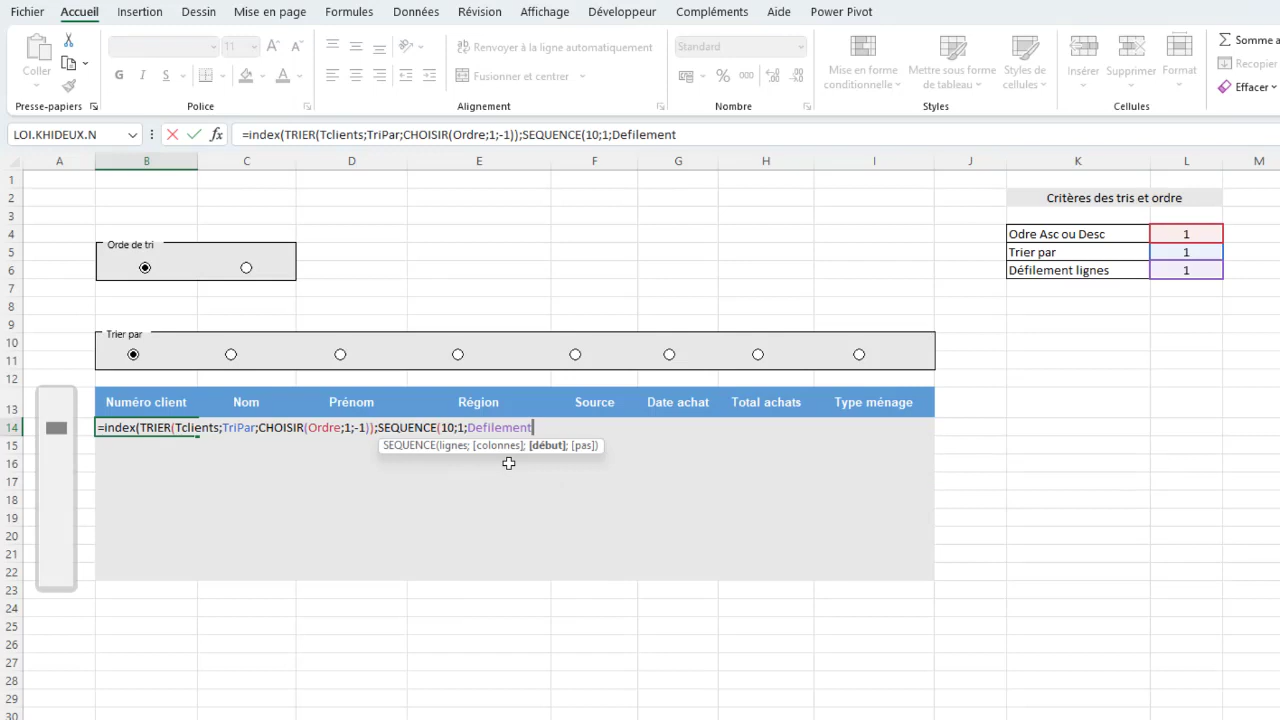 Fichier Accueil Insertion Dessin Mise en page Formules Données Révision Affichage Développeur Compléments Aide Power Pivot
11 A A Renvoyer à la ligne automatiquement Standard Somme a
Coller G I S A Fusionner et centrer % 000 Mise en forme conditionnelle Mettre sous forme de tableau Styles de cellules Insérer Supprimer Format Recopier
Effacer
Presse-papiers Police Alignement Nombre Styles Cellules
LOI.KHIDEUX.N fx =index(TRIER(Tclients;TriPar;CHOISIR(Ordre;1;-1));SEQUENCE(10;1;Defilement
A B C D E F G H I J K L M
1
2 Critères des tris et ordre
3
4 Orde de tri Odre Asc ou Desc 1
5 Trier par 1
6 Défilement lignes 1
7
8
9 Trier par
10
11
12
13 Numéro client Nom Prénom Région Source Date achat Total achats Type ménage
14 =index(TRIER(Tclients;TriPar;CHOISIR(Ordre;1;-1));SEQUENCE(10;1;Defilement
15 SEQUENCE(lignes; [colonnes]; [début]; [pas])
16
17
18
19
20
21
22
23
24
25
26
27
28
29
30